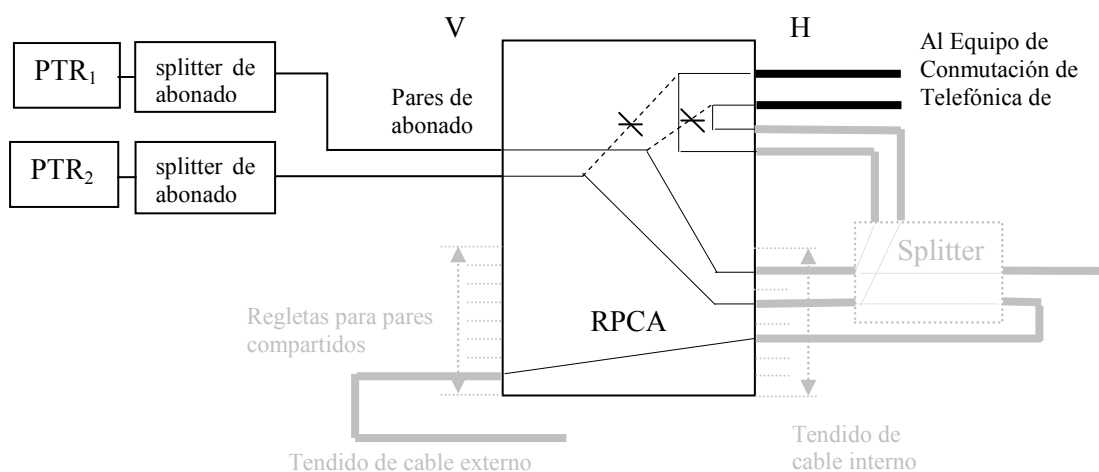 V
H
PTR1
splitter de
abonado
Pares de
abonado
Al Equipo de
Conmutación de
Telefónica de
PTR2
splitter de
abonado
Splitter
Regletas para pares
compartidos
RPCA
Tendido de cable externo
Tendido de
cable interno